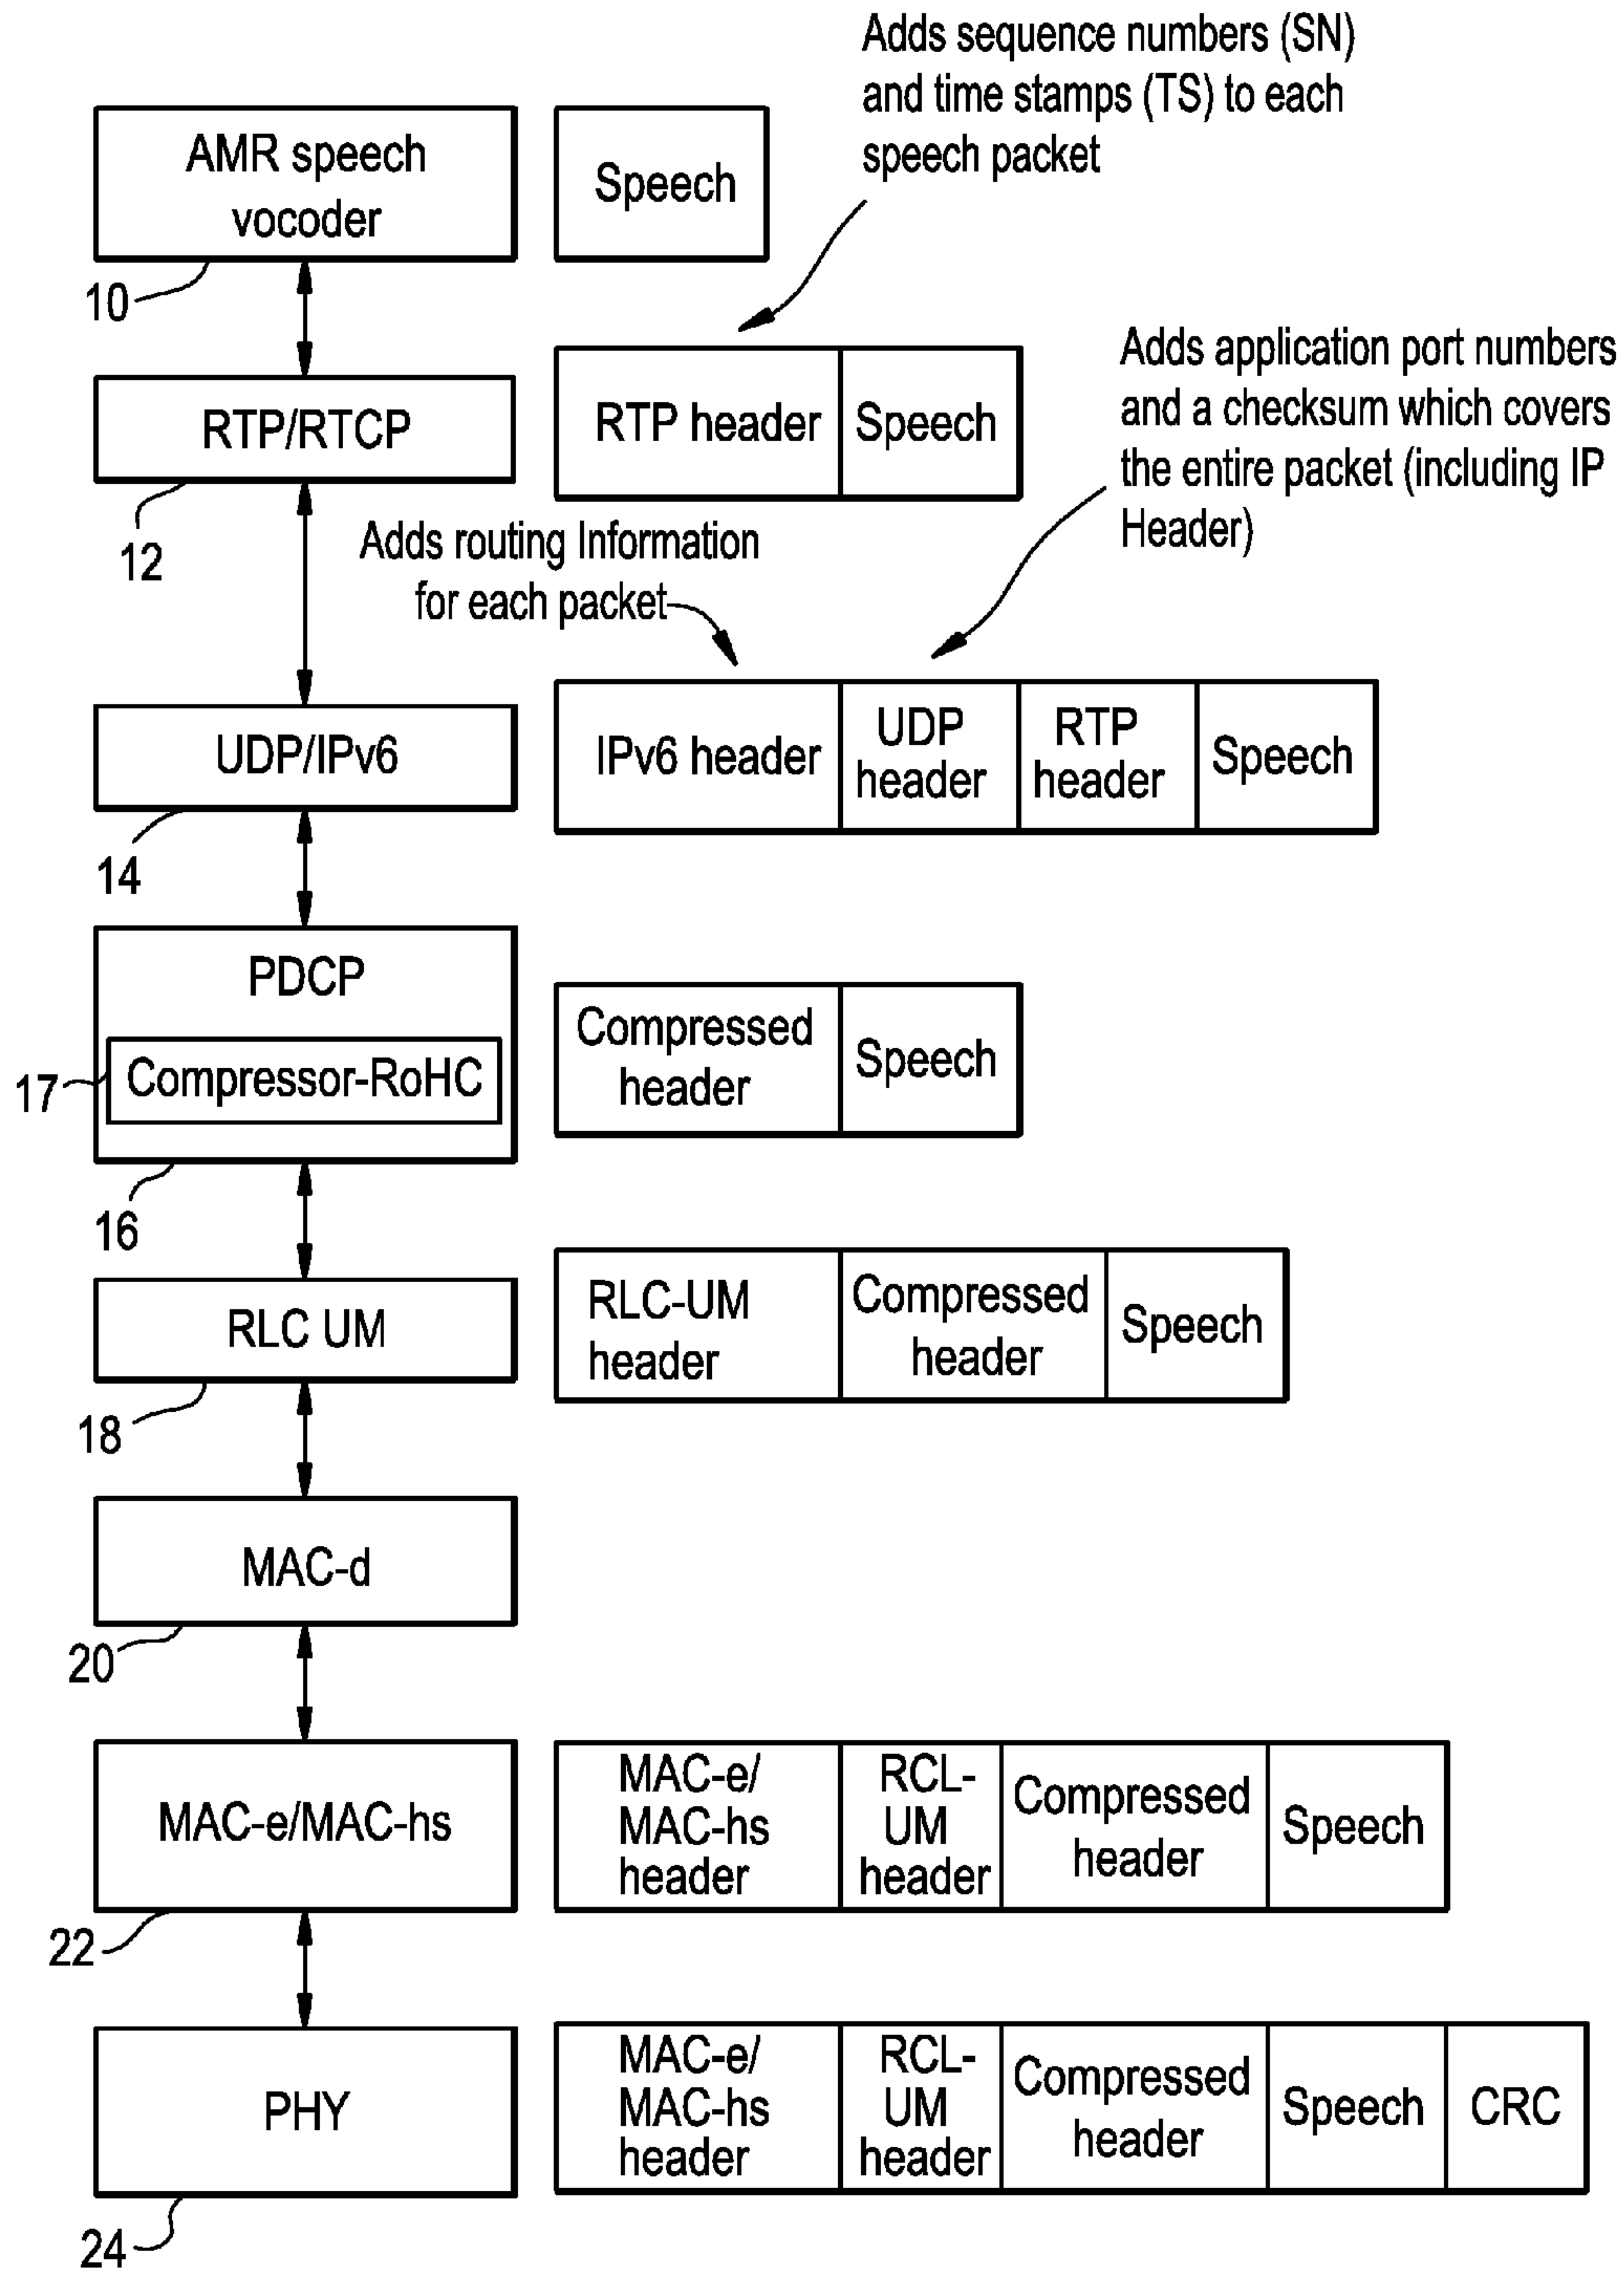 Adds sequence numbers (SN)
and time stamps (TS) to each
speech packet
AMR speech
vocoder
10
Speech
RTP/RTCP
12
RTP header
Speech
Adds application port numbers
and a checksum which covers
the entire packet (including IP
Header)
Adds routing Information
for each packet
UDP/IPv6
14
IPv6 header
UDP
header
RTP
header
Speech
PDCP
Compressor-RoHC
17
16
Compressed
header
Speech
RLC UM
18
RLC-UM
header
Compressed
header
Speech
MAC-d
20
MAC-e/MAC-hs
22
MAC-e/
MAC-hs
header
RCL-
UM
header
Compressed
header
Speech
PHY
24
MAC-e/
MAC-hs
header
RCL-
UM
header
Compressed
header
Speech
CRC